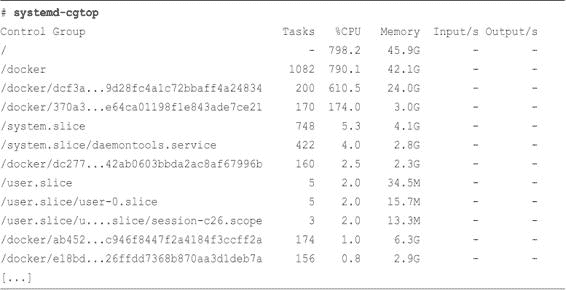 # systemd-cgtop
Control Group Tasks %CPU Memory Input/s Output/s
/ - 798.2 45.9G - -
/docker 1082 790.1 42.1G - -
/docker/dcf3a...9d28fc4a1c72bbaff4a24834 200 610.5 24.0G - -
/docker/370a3...e64ca01198f1e843ade7ce21 170 174.0 3.0G - -
/system.slice 748 5.3 4.1G - -
/system.slice/daemontools.service 422 4.0 2.8G - -
/docker/dc277...42ab0603bbda2ac8af67996b 160 2.5 2.3G - -
/user.slice 5 2.0 34.5M - -
/user.slice/user-0.slice 5 2.0 15.7M - -
/user.slice/u....slice/session-c26.scope 3 2.0 13.3M - -
/docker/ab452...c946f8447f2a4184f3ccff2a 174 1.0 6.3G - -
/docker/e18bd...26ffdd7368b870aa3d1deb7a 156 0.8 2.9G - -
[...]